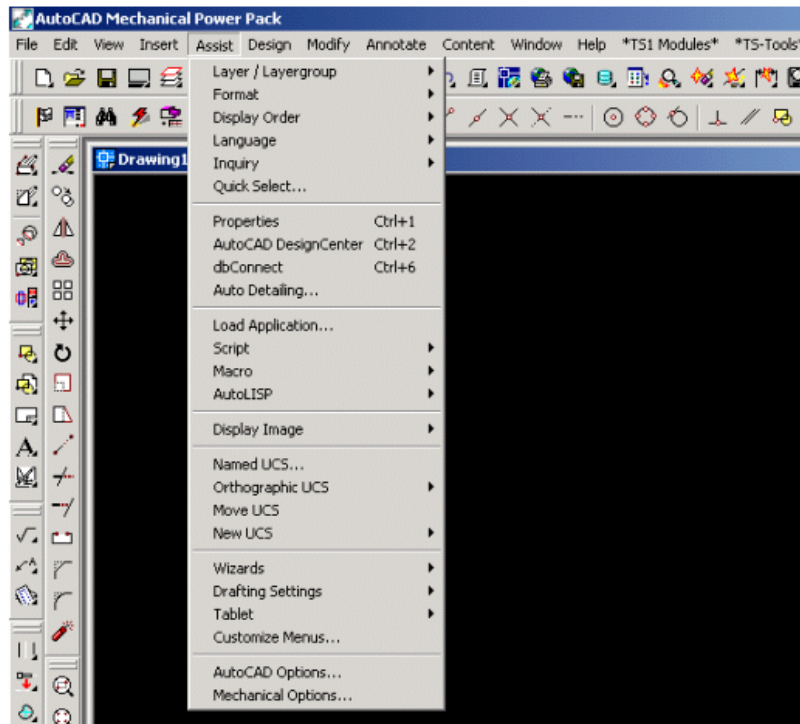 AutoCAD Mechanical Power Pack
File Edit View Insert Assist Design Modify Annotate Content Window Help *TS1 Modules* *TS-Tools*
Drawing1
Layer / Layergroup
Format
Display Order
Language
Inquiry
Quick Select...
Properties Ctrl+1
AutoCAD DesignCenter Ctrl+2
dbConnect Ctrl+6
Auto Detailing...
Load Application...
Script
Macro
AutoLISP
Display Image
Named UCS...
Orthographic UCS
Move UCS
New UCS
Wizards
Drafting Settings
Tablet
Customize Menus...
AutoCAD Options...
Mechanical Options...